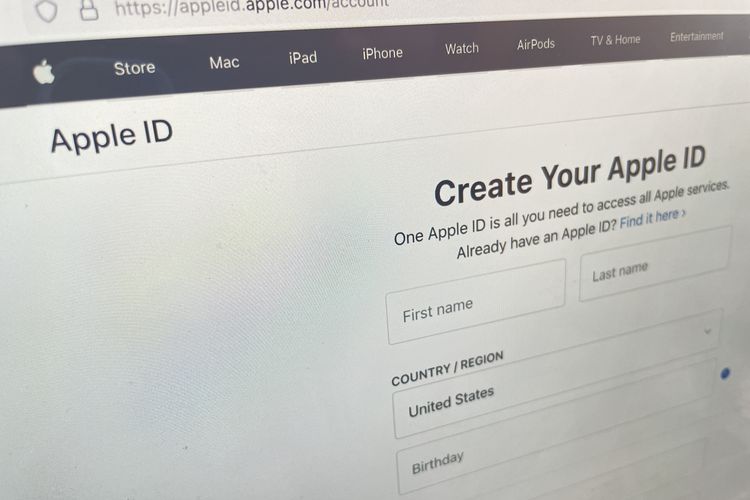 https://appleid.apple.com/account
Store Mac iPad iPhone Watch AirPods TV & Home Entertainment
Apple ID
Create Your Apple ID
One Apple ID is all you need to access all Apple services.
Already have an Apple ID? Find it here ›
First name Last name
COUNTRY / REGION
United States
Birthday